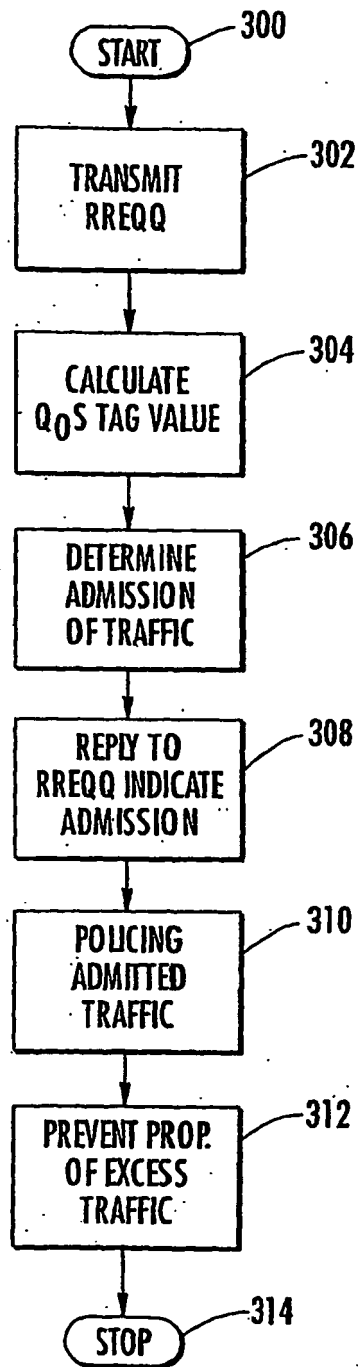 START
300
TRANSMIT
RREQQ
302
CALCULATE
QOS TAG VALUE
304
DETERMINE
ADMISSION
OF TRAFFIC
306
REPLY TO
RREQQ INDICATE
ADMISSION
308
POLICING
ADMITTED
TRAFFIC
310
PREVENT PROP.
OF EXCESS
TRAFFIC
312
STOP
314